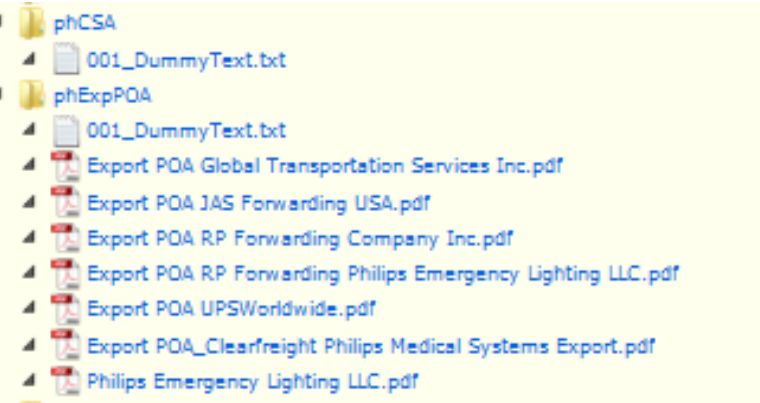 phCSA
001_DummyText.txt
phExpPOA
001_DummyText.txt
Export POA Global Transportation Services Inc.pdf
Export POA JAS Forwarding USA.pdf
Export POA RP Forwarding Company Inc.pdf
Export POA RP Forwarding Philips Emergency Lighting LLC.pdf
Export POA UPSWorldwide.pdf
Export POA_Clearfreight Philips Medical Systems Export.pdf
Philips Emergency Lighting LLC.pdf